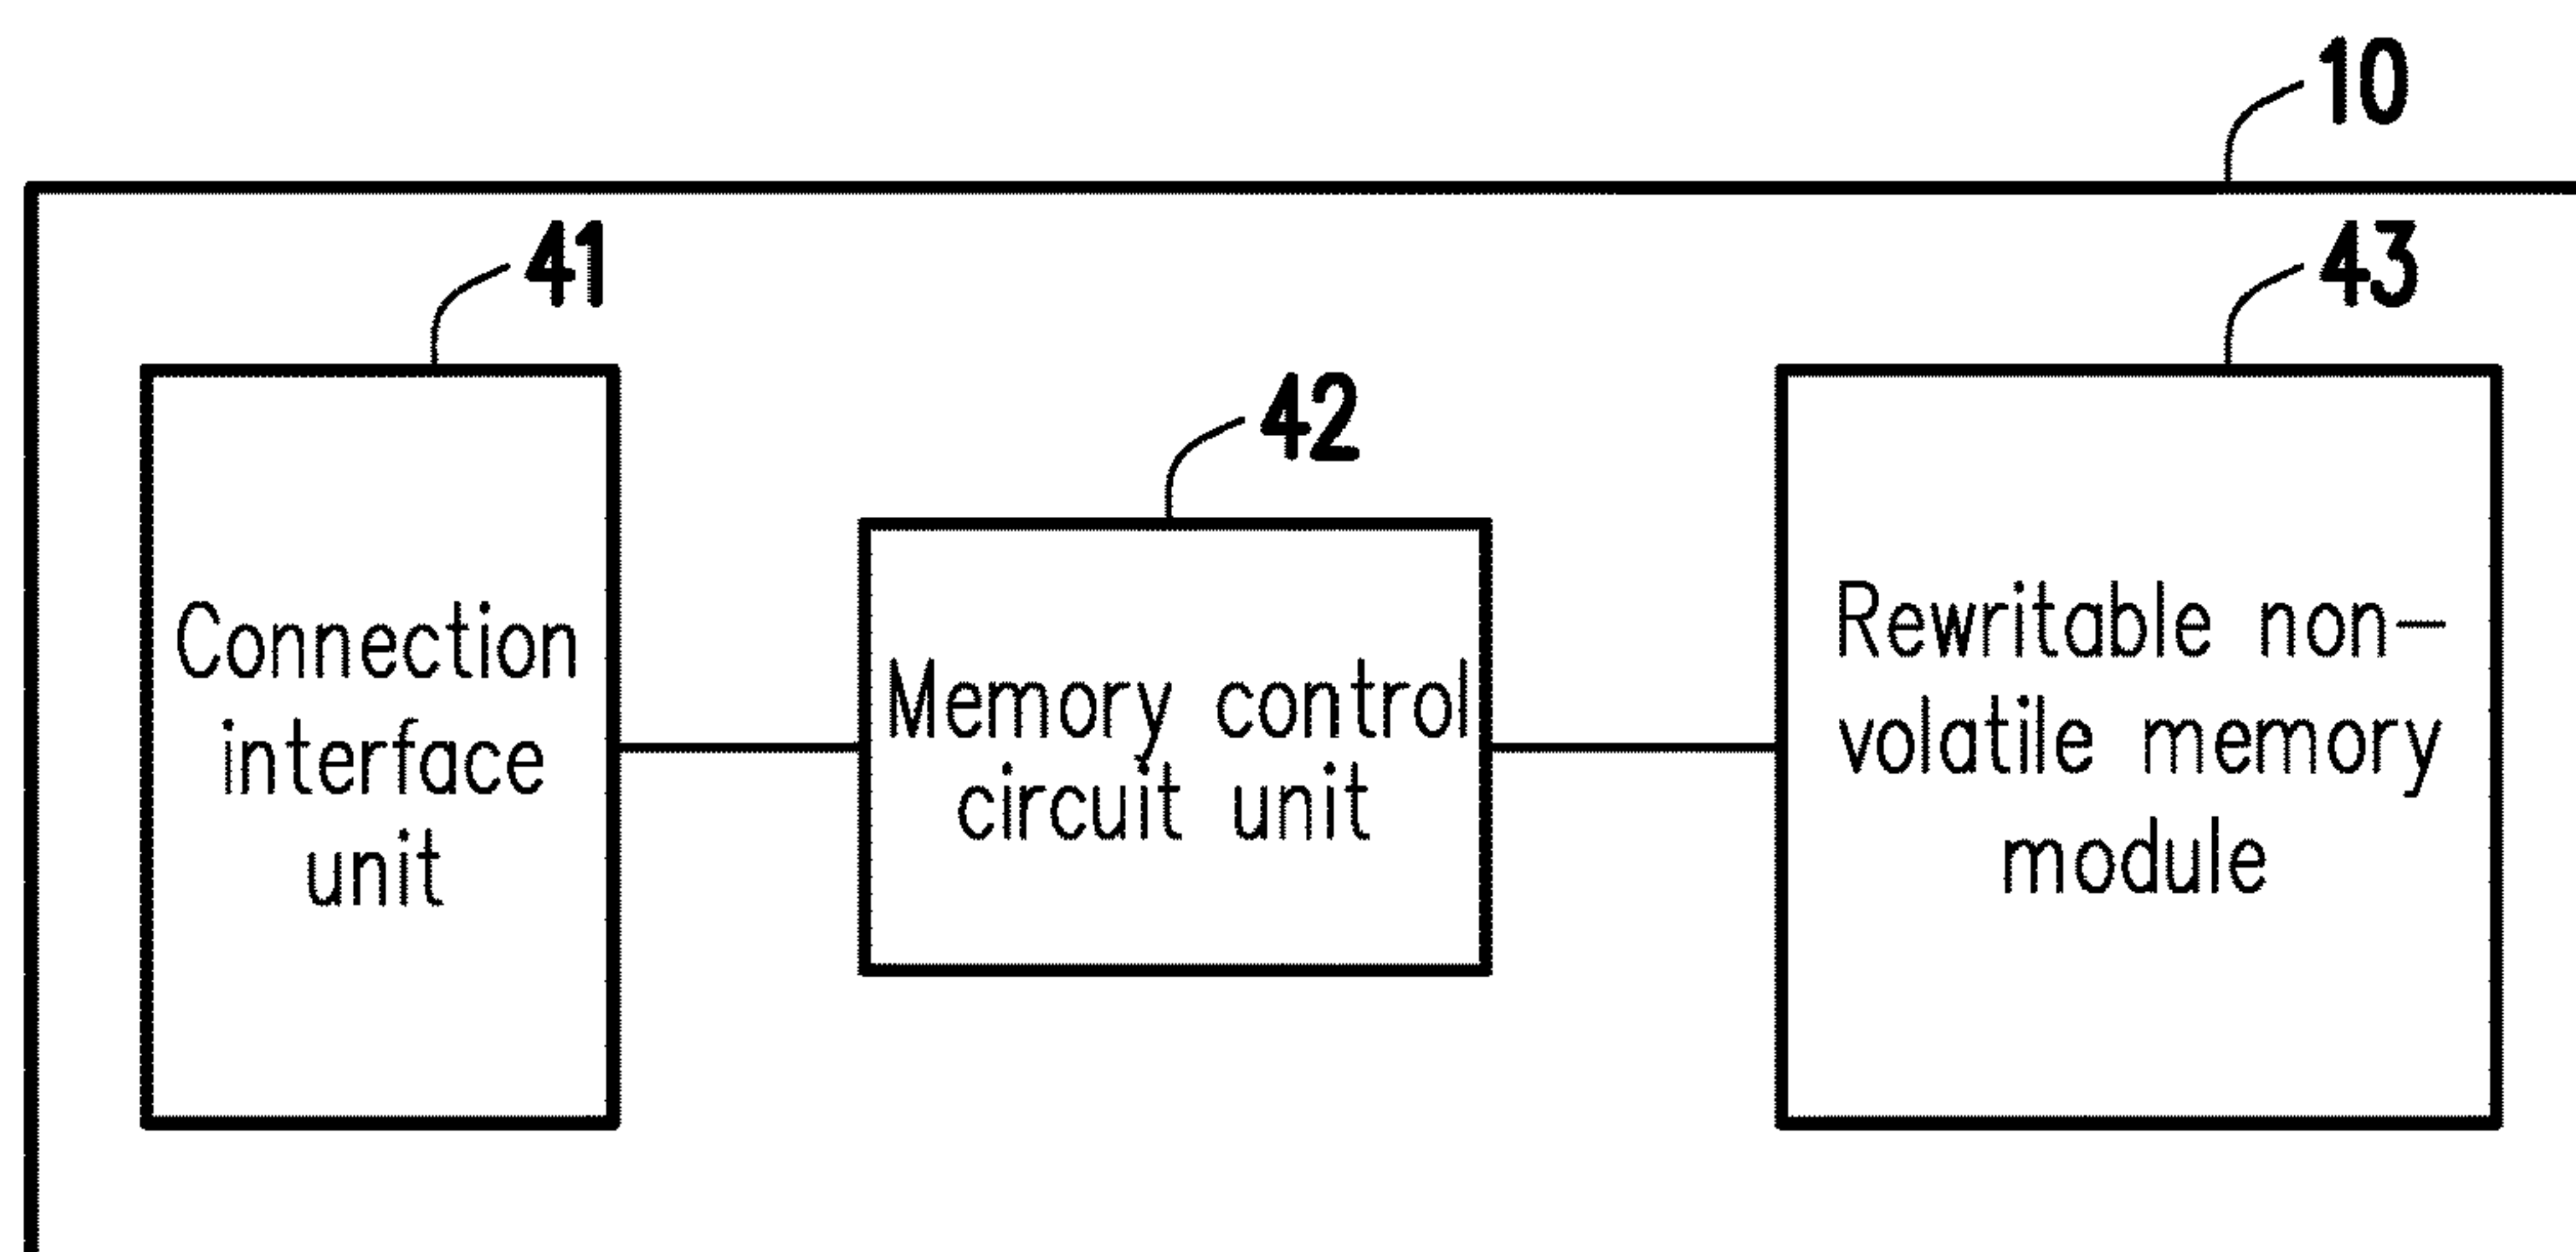 10
41
43
42
Connection
interface
unit
Memory control
circuit unit
Rewritable non-
volatile memory
module